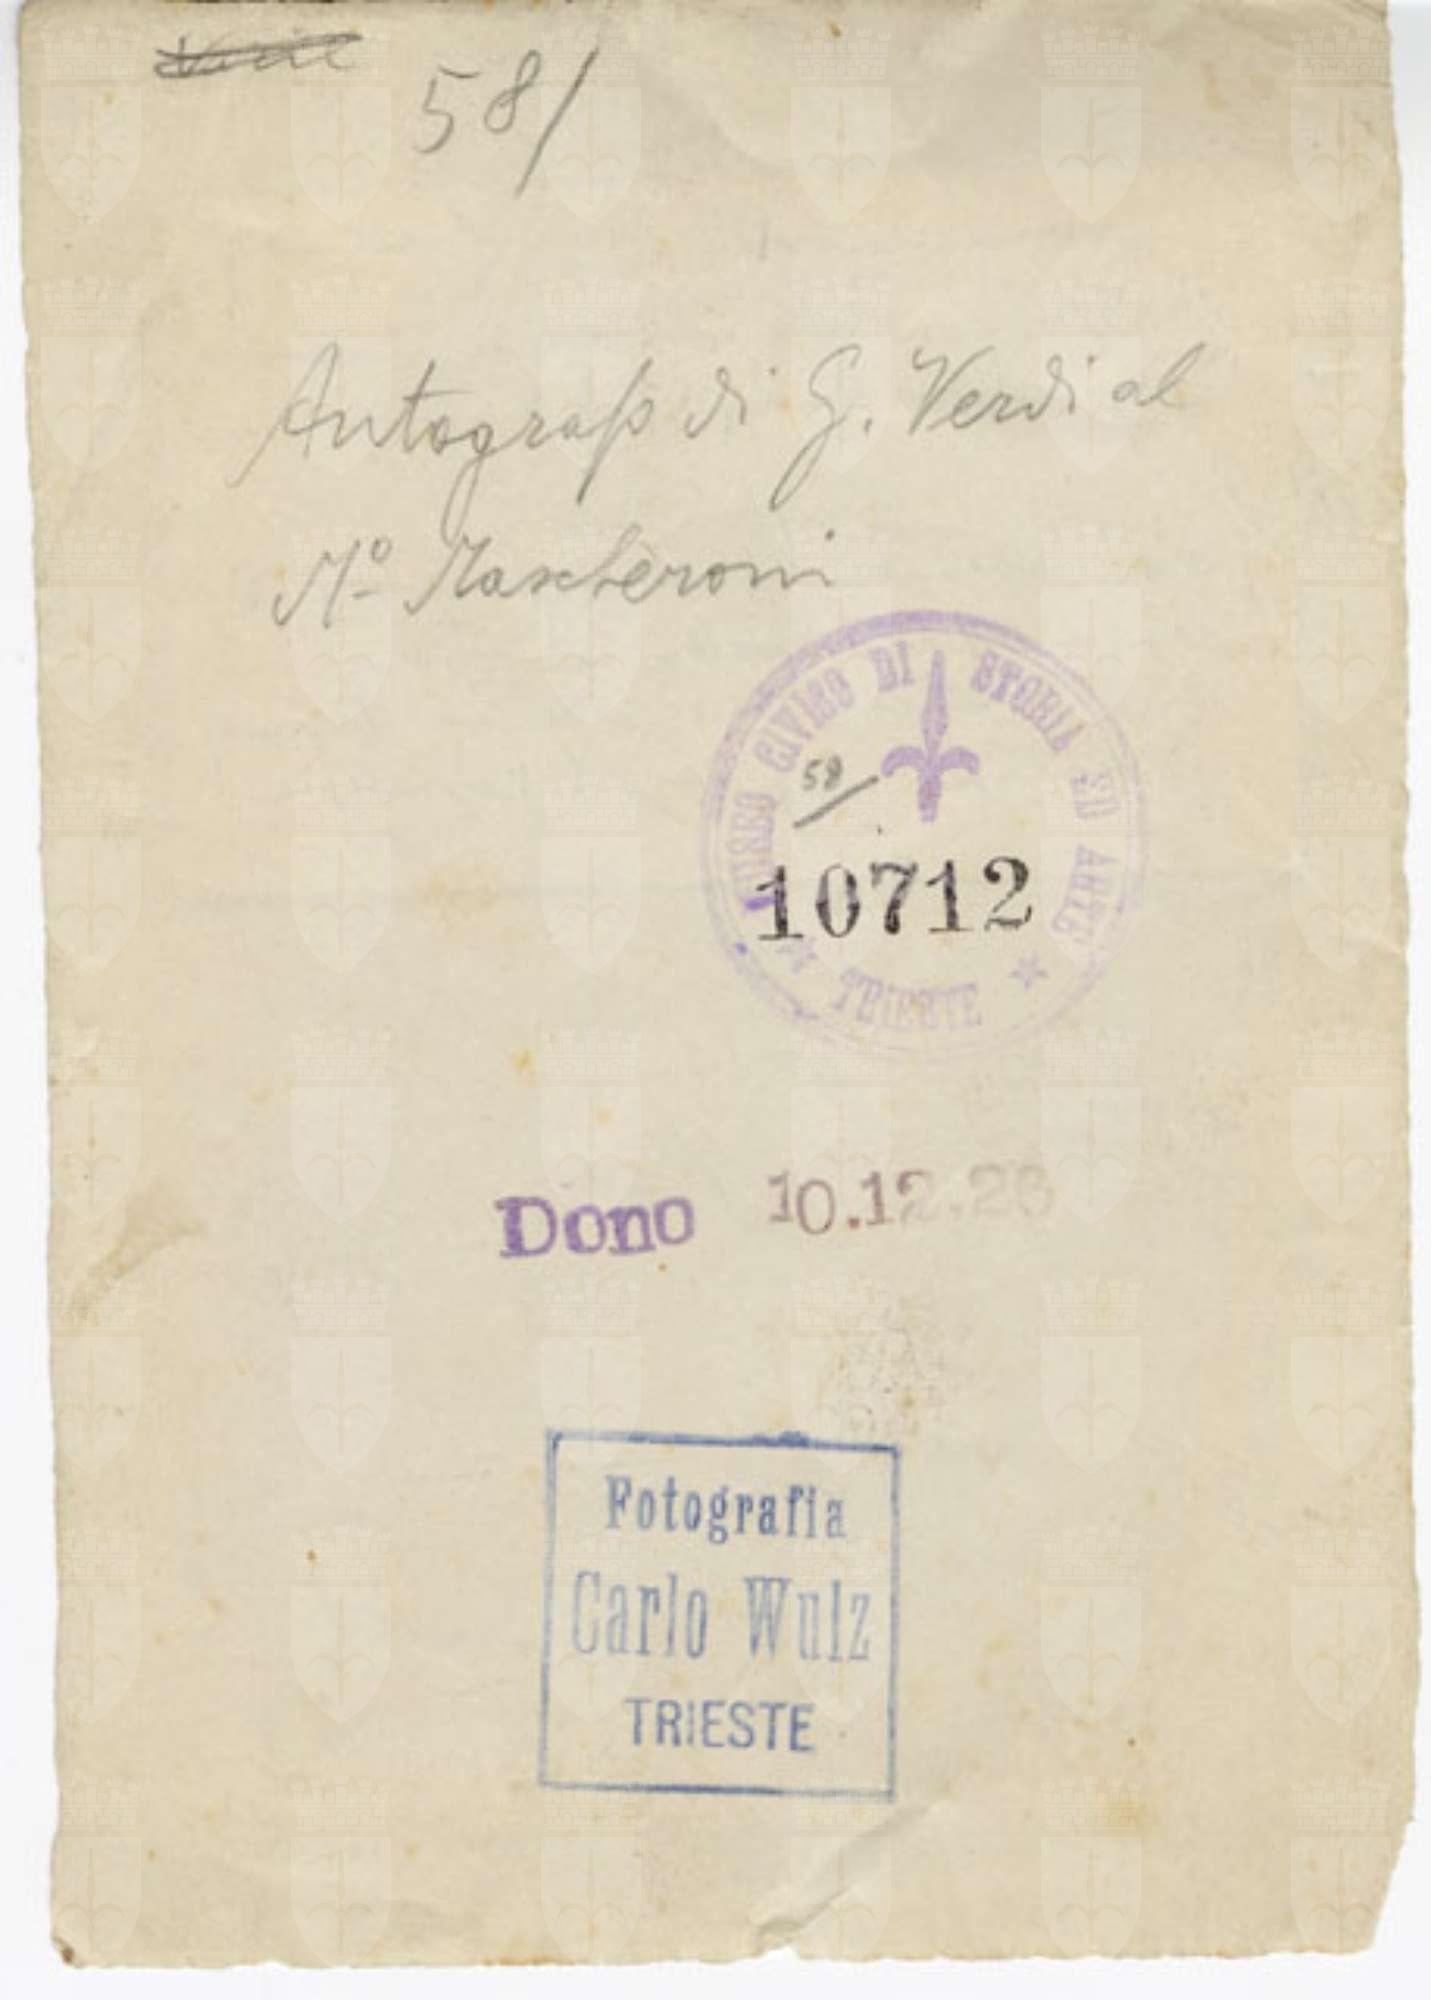 58/
Autografo di G. Verdi al
Mº Mascheroni
MUSEO CIVICO DI STORIA ED ARTE
* TRIESTE *
58/
10712
Dono 10.12.26
Fotografia
Carlo Wulz
TRIESTE